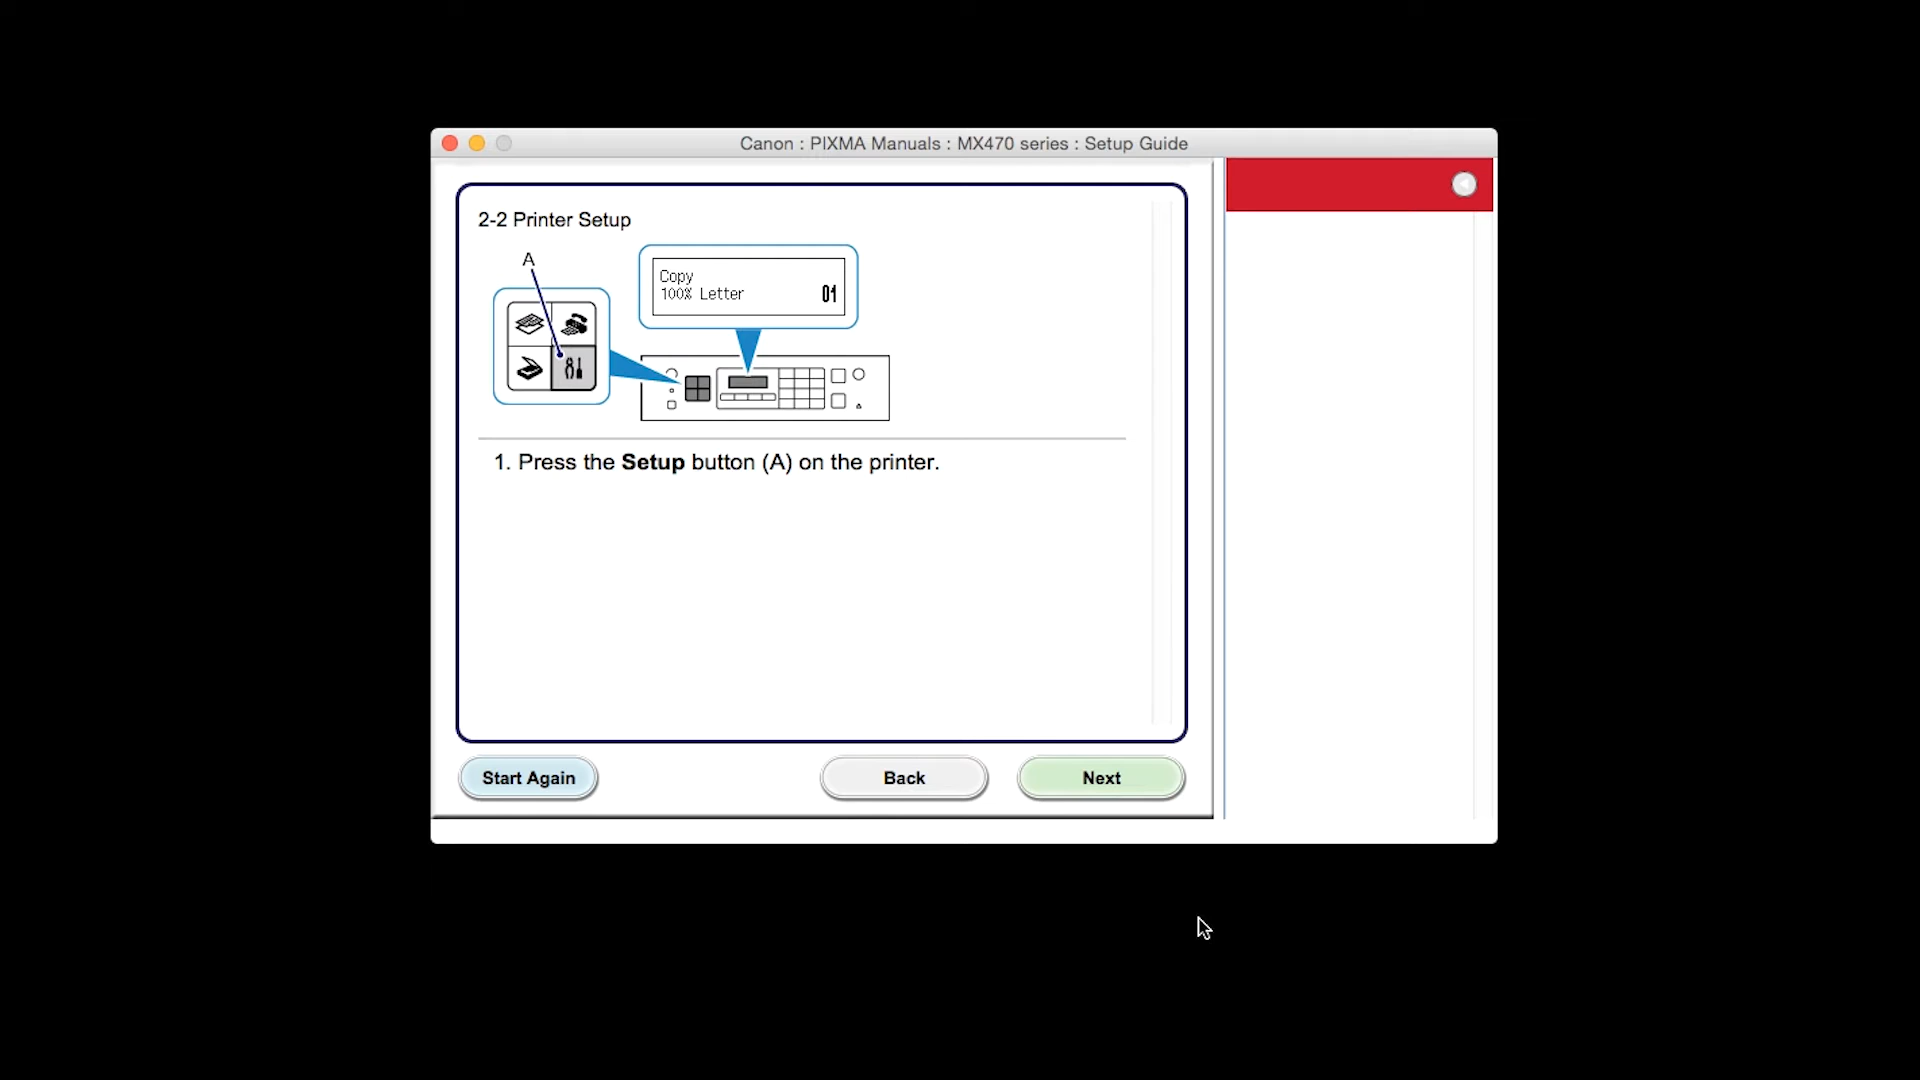 Canon : PIXMA Manuals : MX470 series : Setup Guide
2-2 Printer Setup
A
Copy
100% Letter 01
1. Press the Setup button (A) on the printer.
Start Again
Back
Next